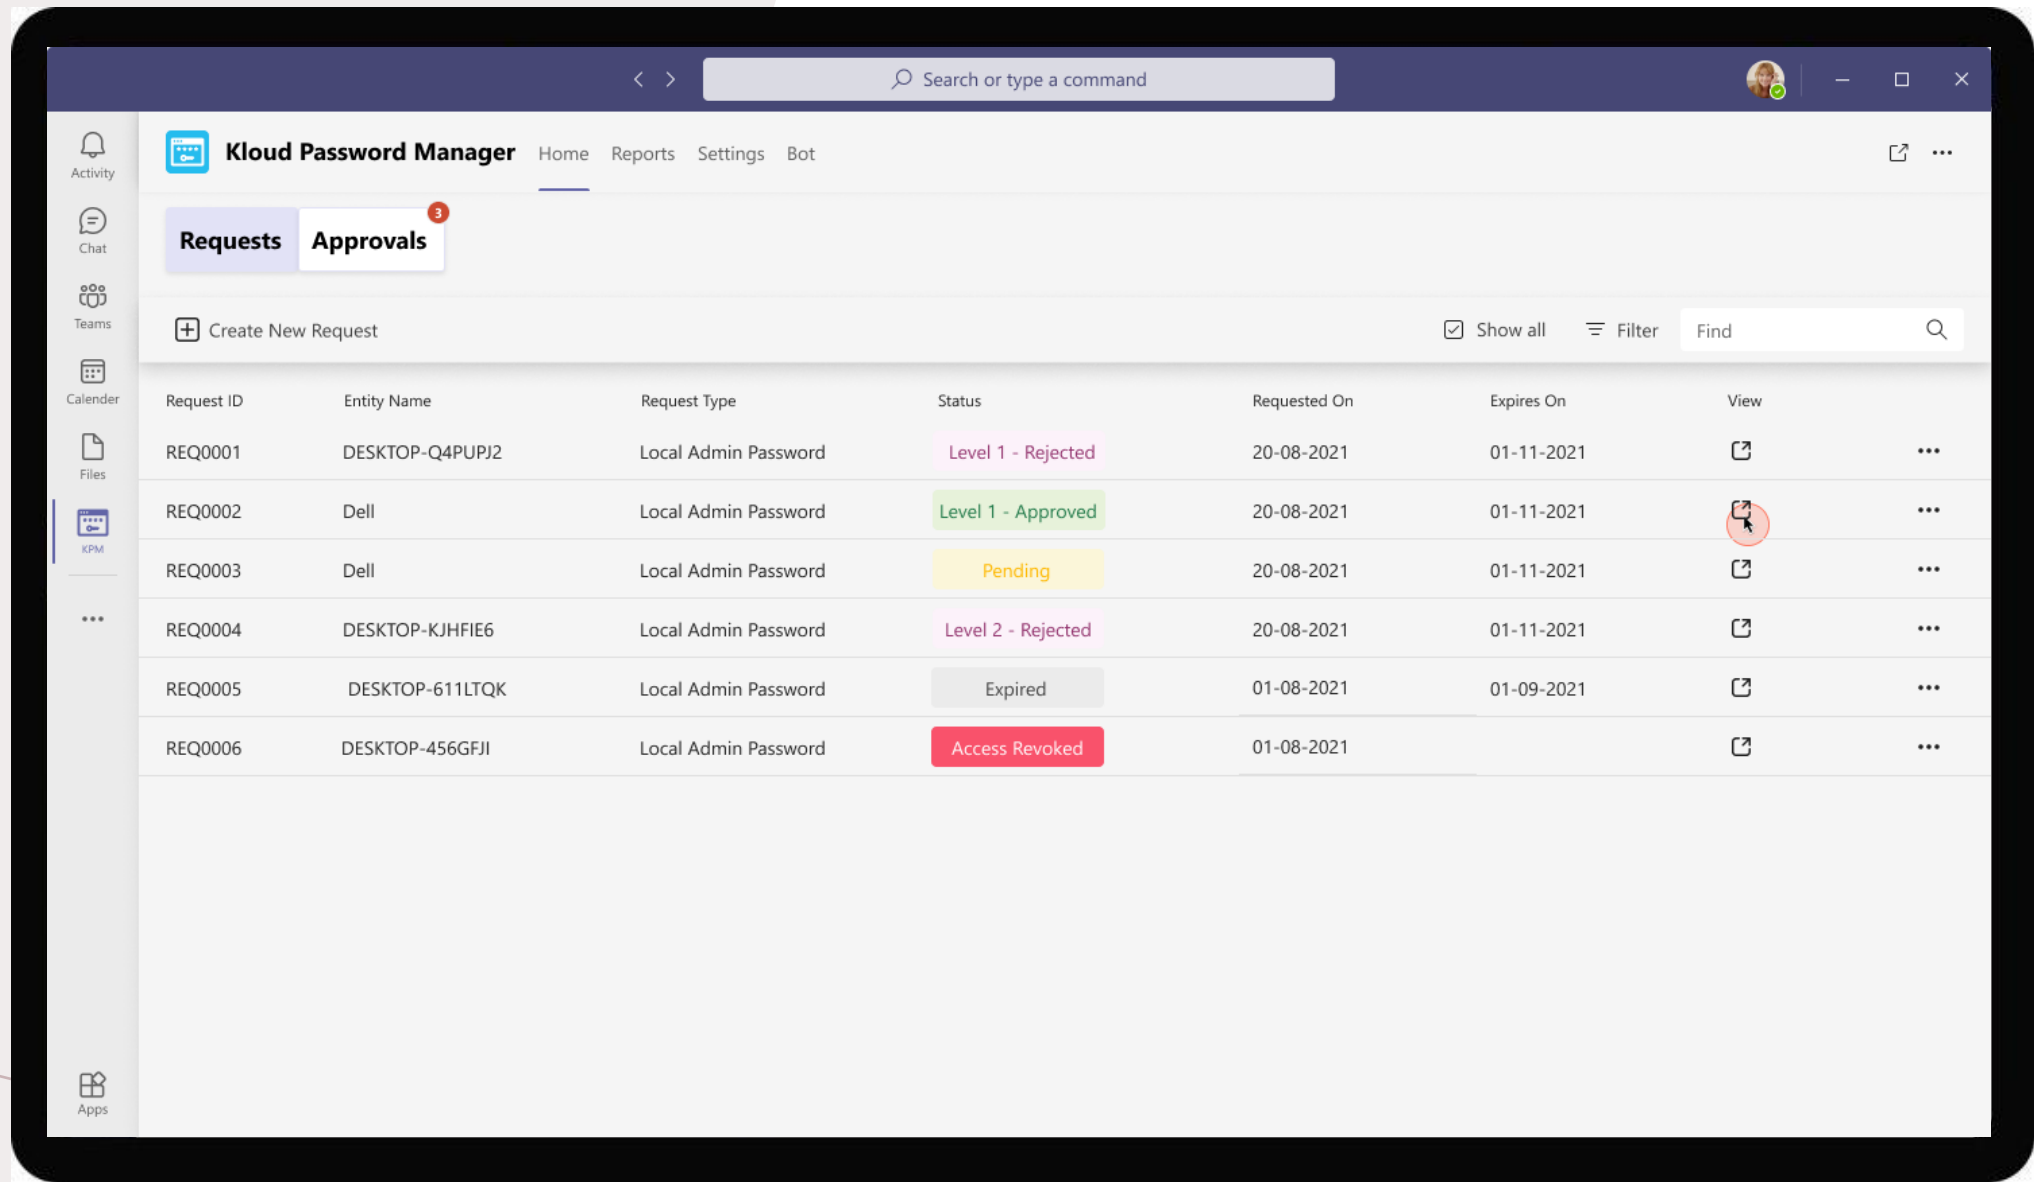 Search or type a command
Activity
Chat
Teams
Calender
Files
KPM
Apps
Kloud Password Manager Home Reports Settings Bot
Requests Approvals 3
Create New Request Show all Filter Find
Request ID Entity Name Request Type Status Requested On Expires On View
REQ0001 DESKTOP-Q4PUPJ2 Local Admin Password Level 1 - Rejected 20-08-2021 01-11-2021
REQ0002 Dell Local Admin Password Level 1 - Approved 20-08-2021 01-11-2021
REQ0003 Dell Local Admin Password Pending 20-08-2021 01-11-2021
REQ0004 DESKTOP-KJHFIE6 Local Admin Password Level 2 - Rejected 20-08-2021 01-11-2021
REQ0005 DESKTOP-611LTQK Local Admin Password Expired 01-08-2021 01-09-2021
REQ0006 DESKTOP-456GFJI Local Admin Password Access Revoked 01-08-2021